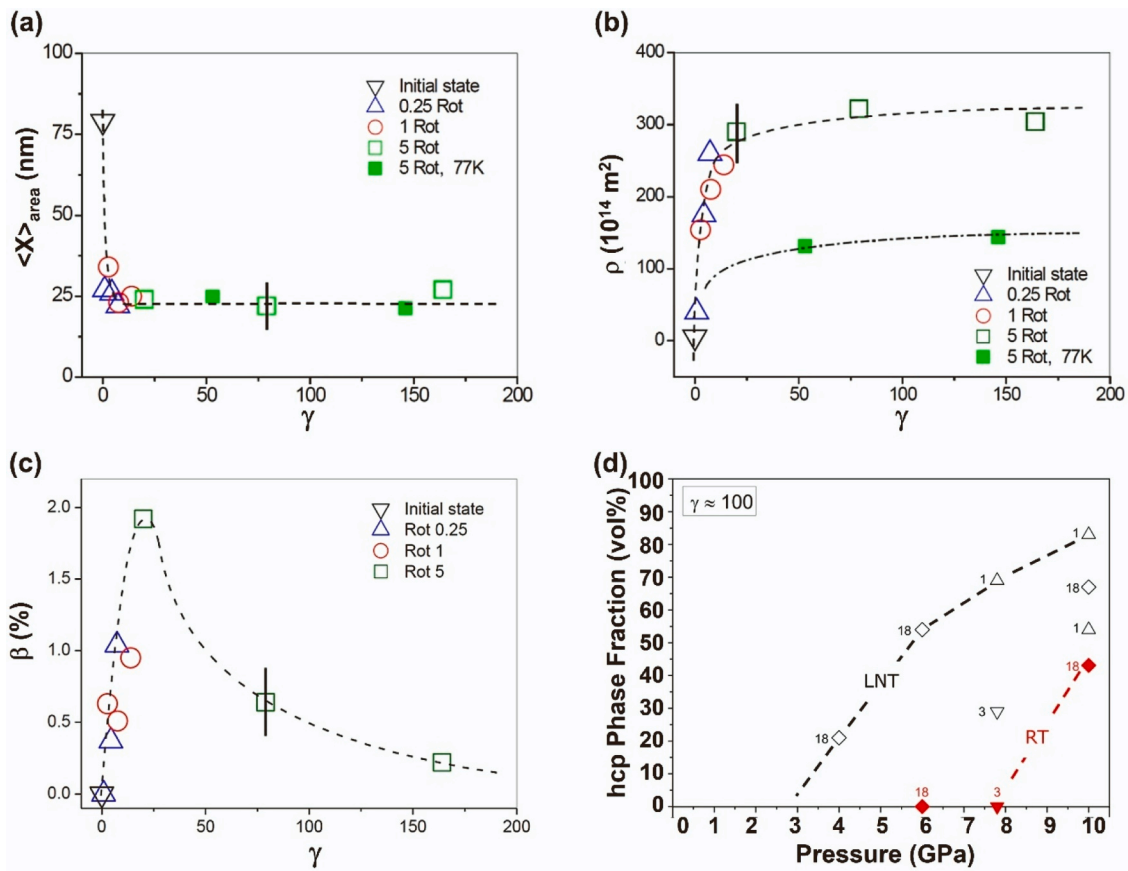 (a)
100
75
50
25
0
<X>area (nm)
Initial state
0.25 Rot
1 Rot
5 Rot
5 Rot, 77K
0
50
100
150
200
γ
(b)
400
300
200
100
0
ρ (10¹⁴ m²)
Initial state
0.25 Rot
1 Rot
5 Rot
5 Rot, 77K
0
50
100
150
200
γ
(c)
2.0
1.5
1.0
0.5
0.0
β (%)
Initial state
Rot 0.25
Rot 1
Rot 5
0
50
100
150
200
γ
(d)
100
90
80
70
60
50
40
30
20
10
0
hcp Phase Fraction (vol%)
γ ≈ 100
1
1
18
18
1
LNT
18
3
RT
18
18
3
0 1 2 3 4 5 6 7 8 9 10
Pressure (GPa)